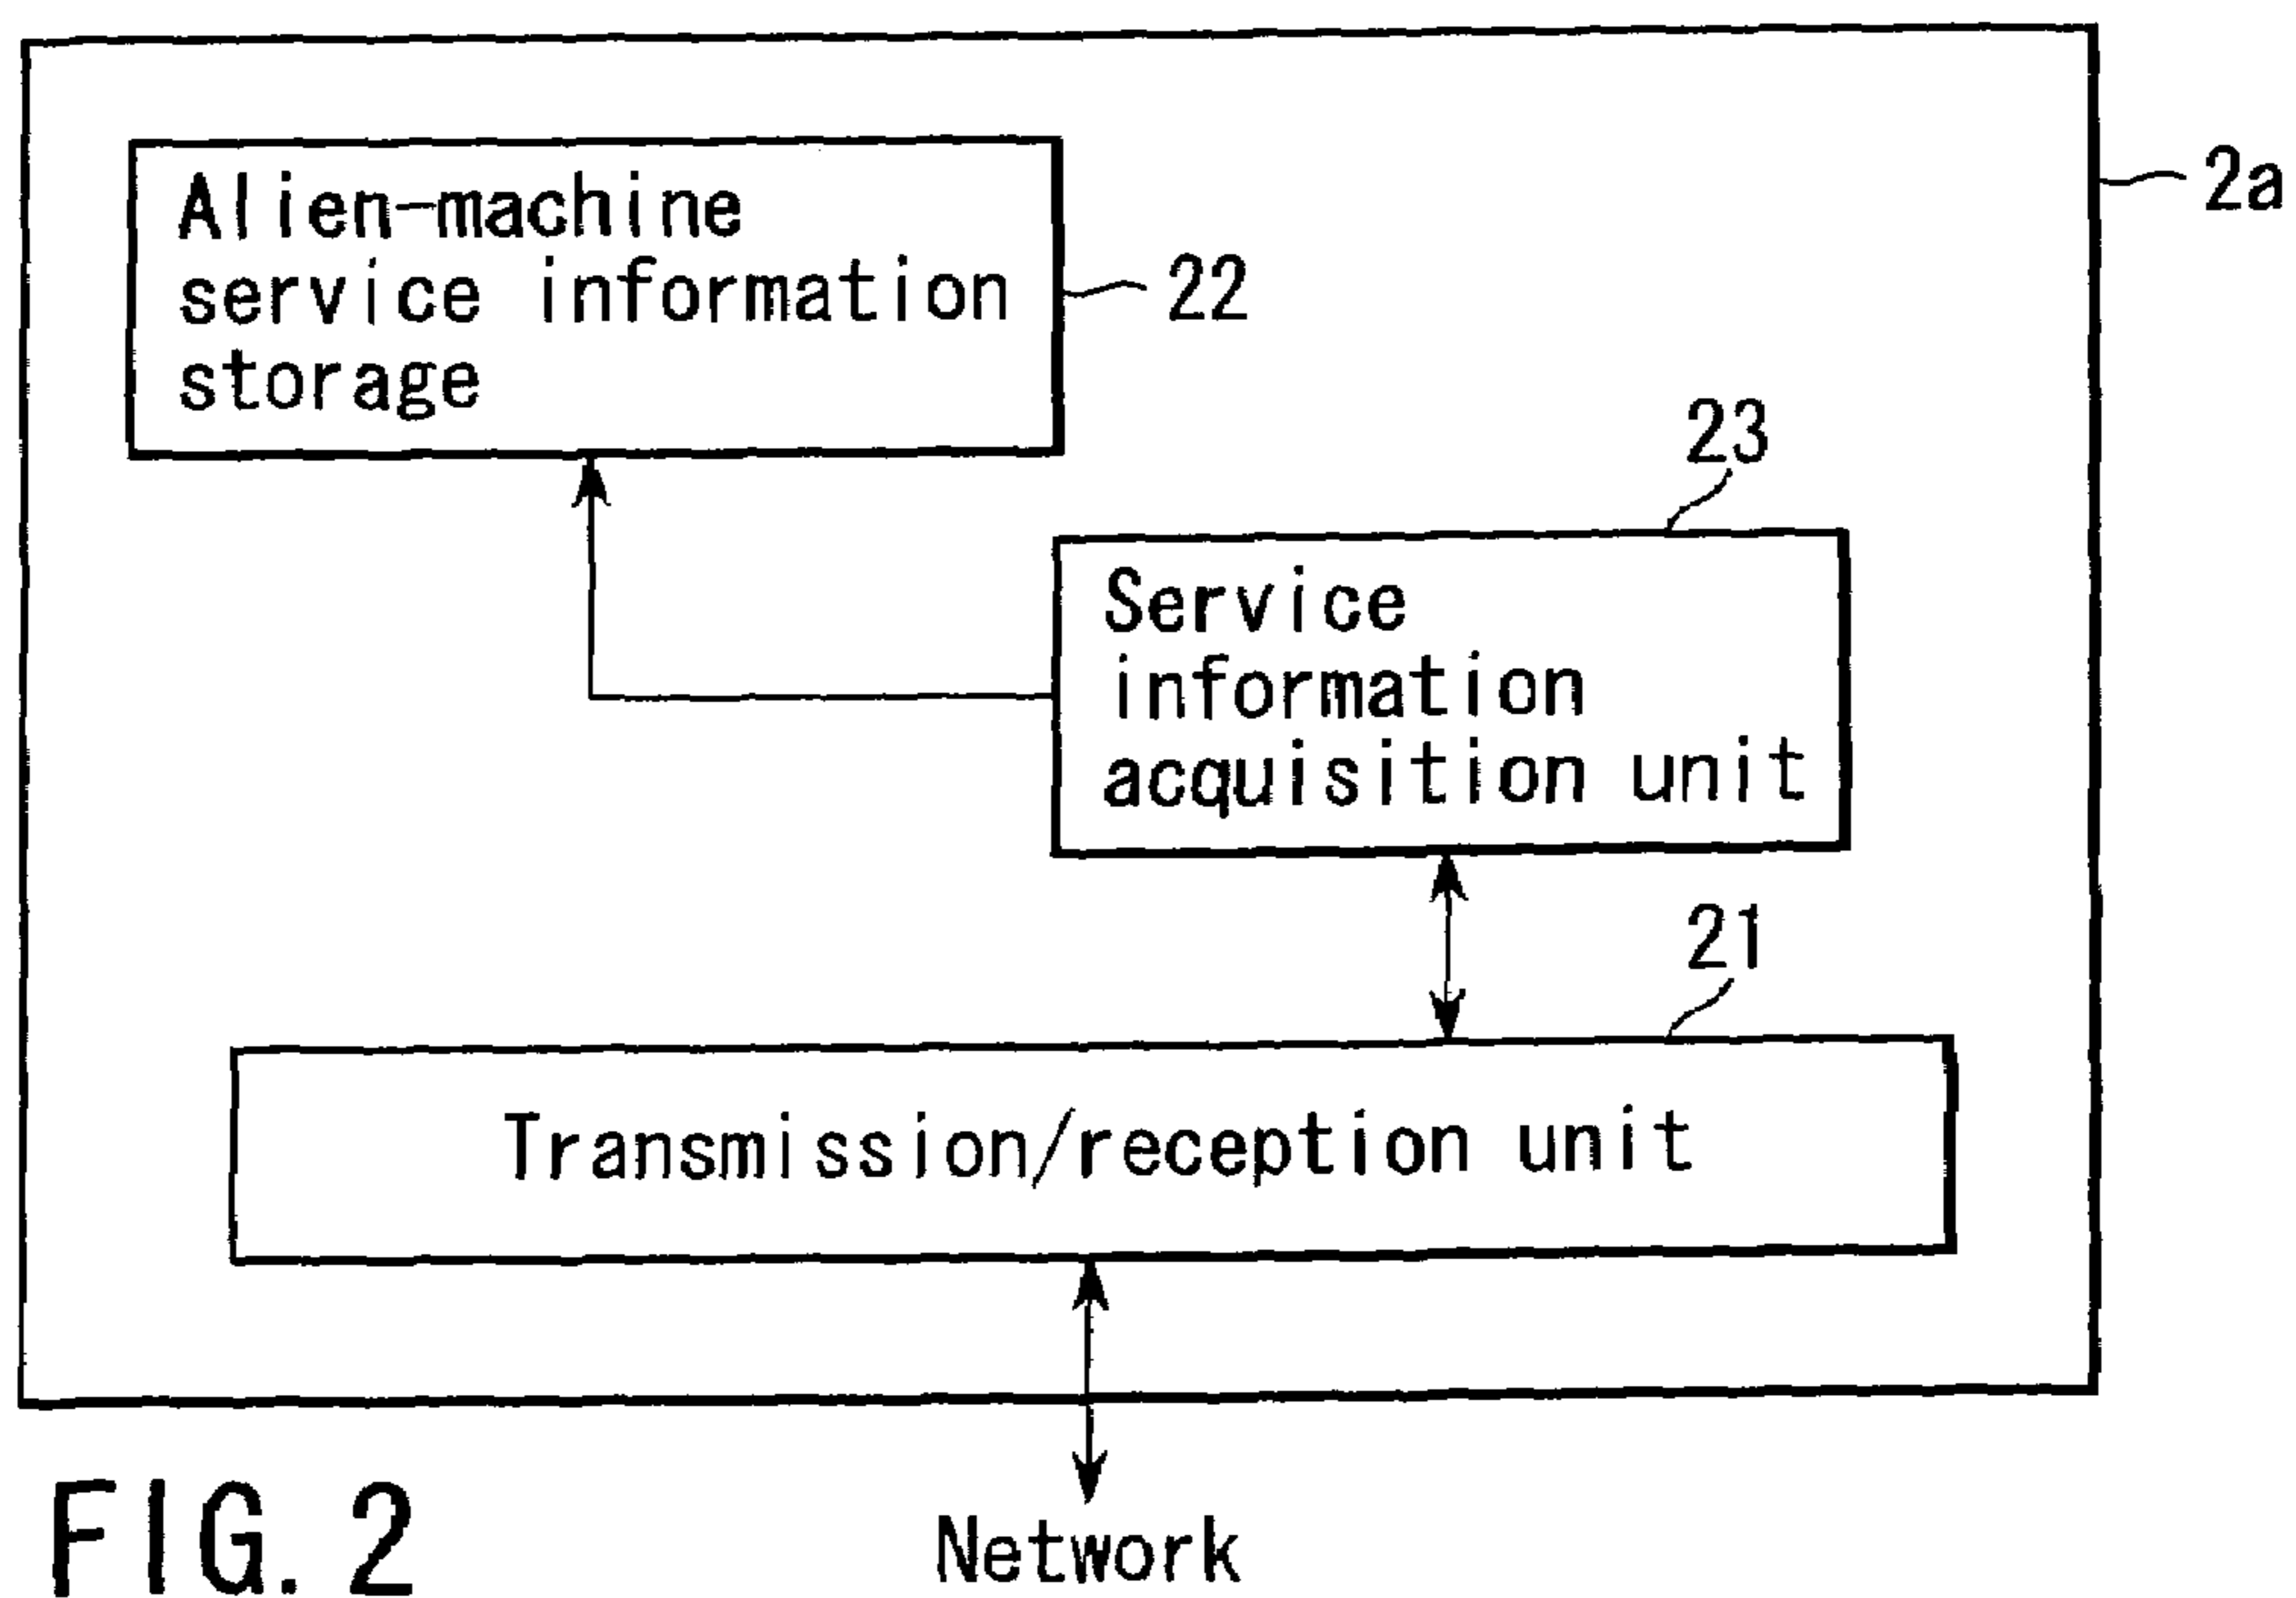 2a
Alien-machine
service information
storage
22
23
Service
information
acquisition unit
21
Transmission/reception unit
Network
FIG. 2